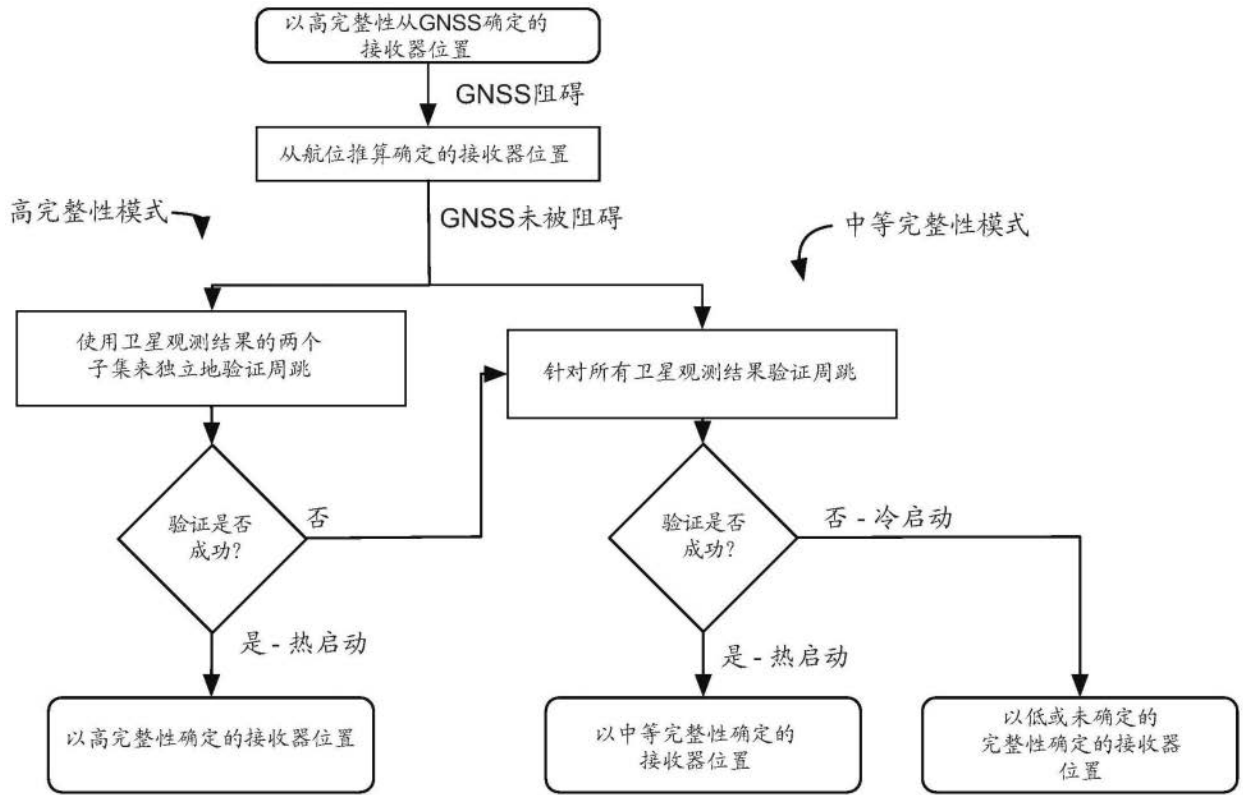 以高完整性从GNSS确定的
接收器位置
GNSS阻碍
从航位推算确定的接收器位置
高完整性模式
GNSS未被阻碍
中等完整性模式
使用卫星观测结果的两个
子集来独立地验证周跳
针对所有卫星观测结果验证周跳
验证是否
成功?
否
验证是否
成功?
否 - 冷启动
是 - 热启动
是 - 热启动
以高完整性确定的接收器位置
以中等完整性确定的
接收器位置
以低或未确定的
完整性确定的接收器
位置